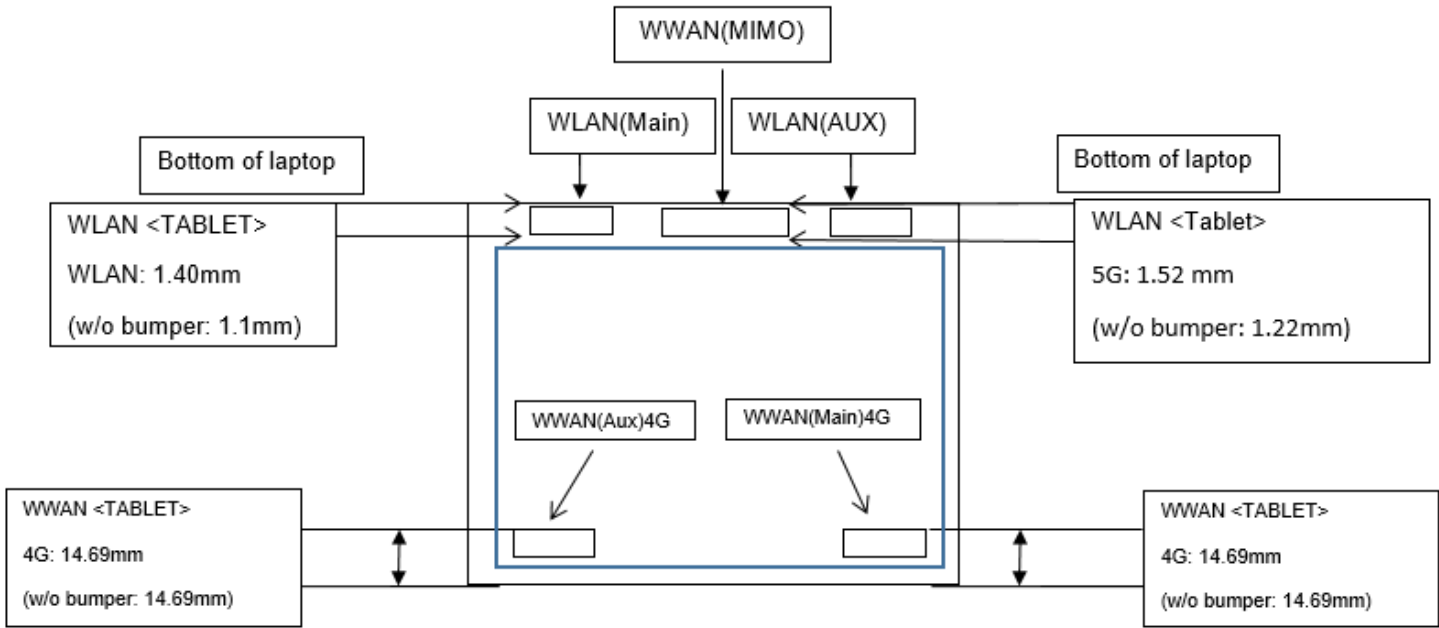 WWAN(MIMO)
WLAN(Main)
WLAN(AUX)
Bottom of laptop
Bottom of laptop
WLAN <TABLET>
WLAN: 1.40mm
(w/o bumper: 1.1mm)
WLAN <Tablet>
5G: 1.52 mm
(w/o bumper: 1.22mm)
WWAN(Aux)4G
WWAN(Main)4G
WWAN <TABLET>
4G: 14.69mm
(w/o bumper: 14.69mm)
WWAN <TABLET>
4G: 14.69mm
(w/o bumper: 14.69mm)